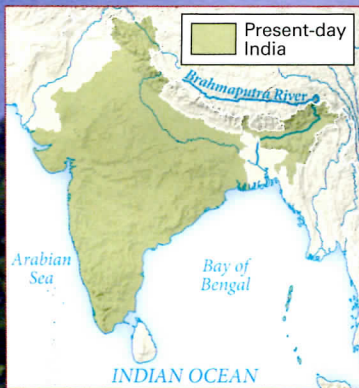 Present-day
India
Brahmaputra River
Arabian
Sea
Bay of
Bengal
INDIAN OCEAN